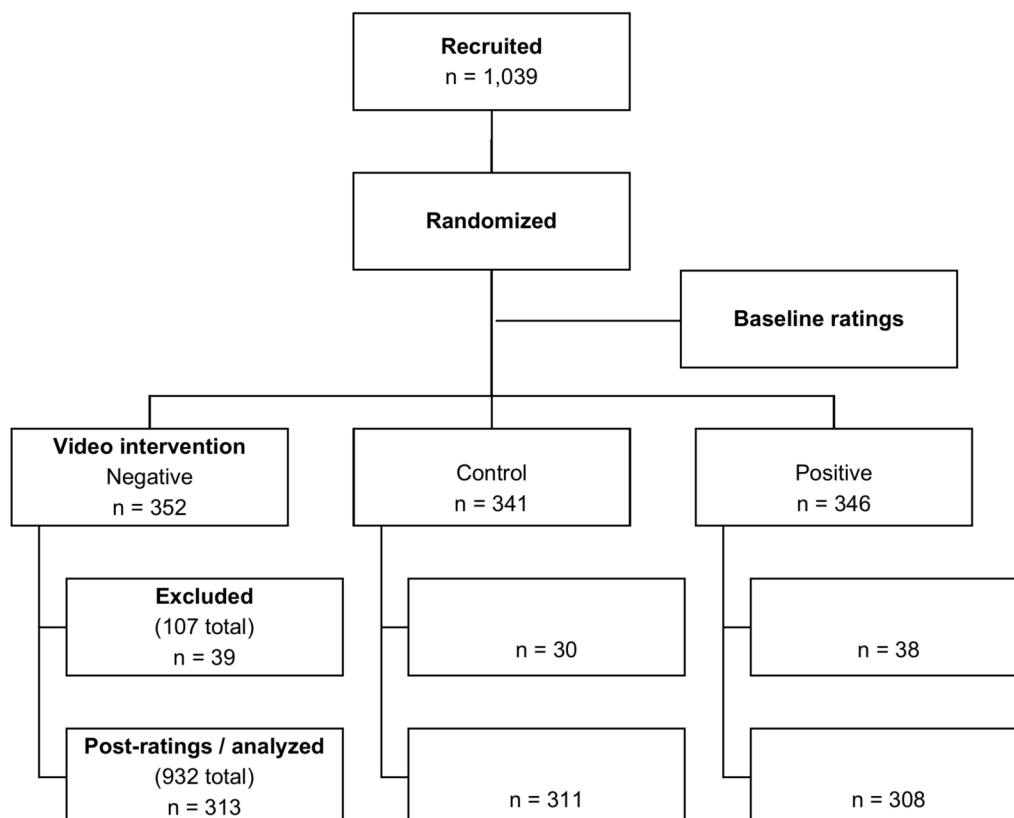 Recruited
n = 1,039
Randomized
Baseline ratings
Video intervention
Negative
n = 352
Control
n = 341
Positive
n = 346
Excluded
(107 total)
n = 39
n = 30
n = 38
Post-ratings / analyzed
(932 total)
n = 313
n = 311
n = 308